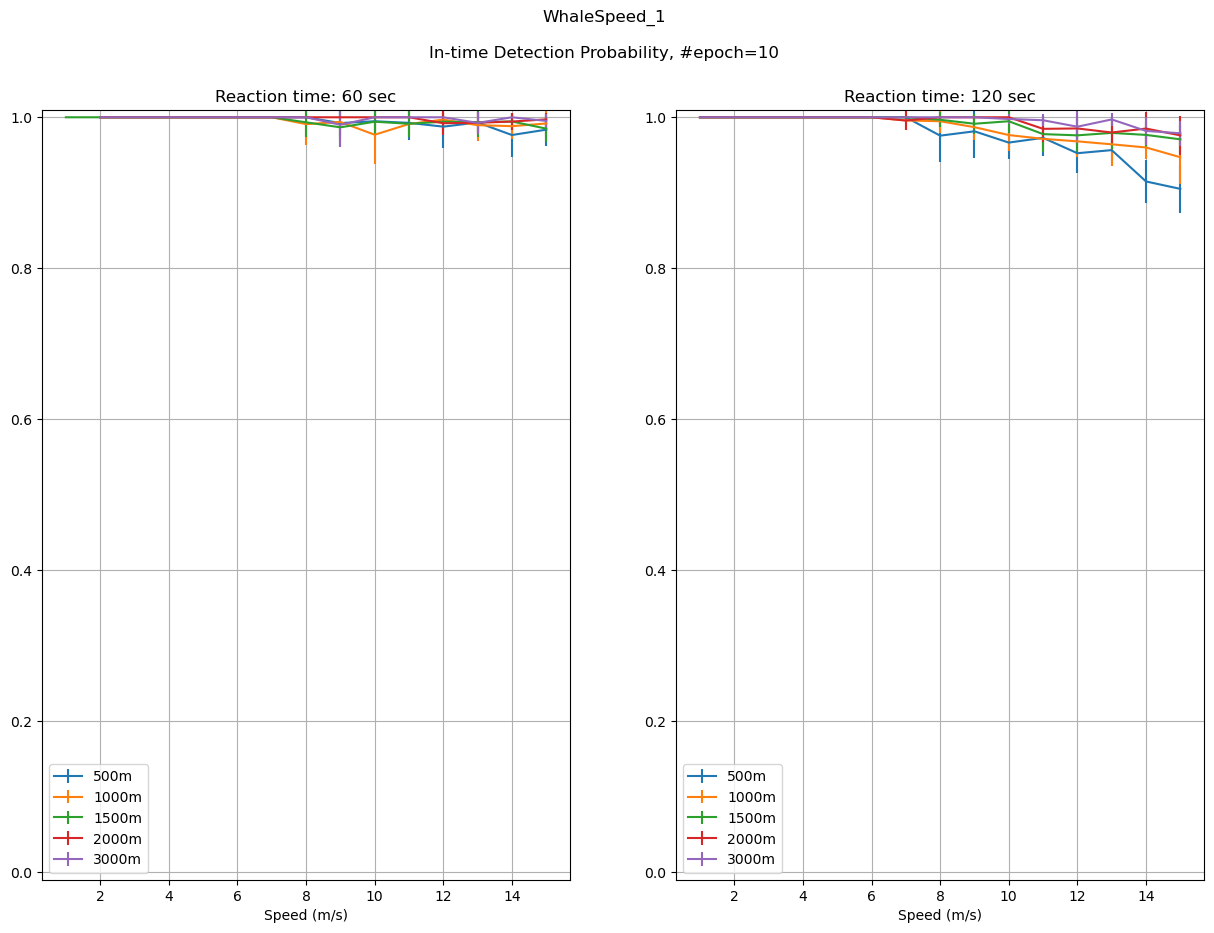 WhaleSpeed_1
In-time Detection Probability, #epoch=10
Reaction time: 60 sec
1.0
0.8
0.6
0.4
0.2
0.0
500m
1000m
1500m
2000m
3000m
2 4 6 8 10 12 14
Speed (m/s)
Reaction time: 120 sec
1.0
0.8
0.6
0.4
0.2
0.0
500m
1000m
1500m
2000m
3000m
2 4 6 8 10 12 14
Speed (m/s)